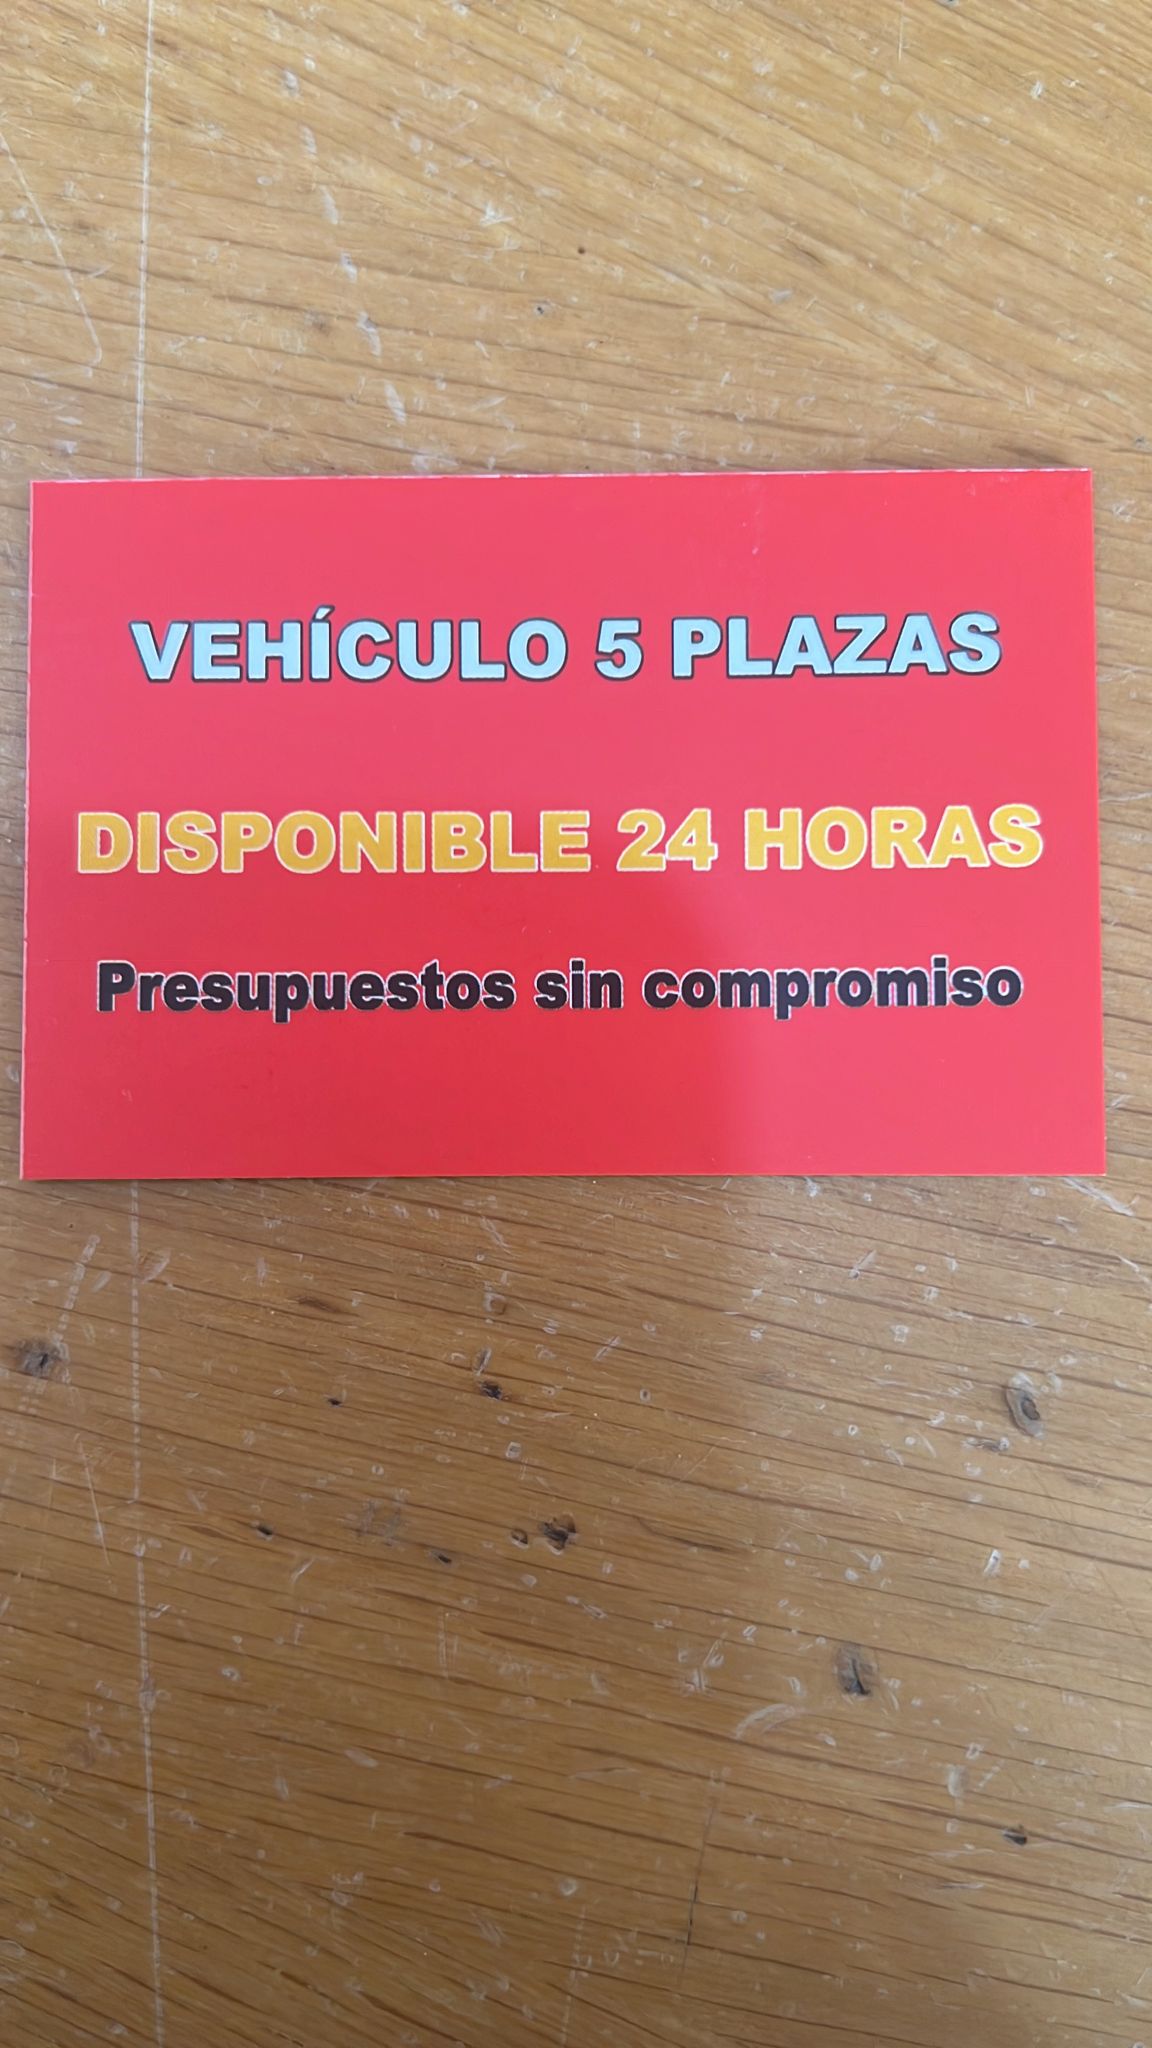 VEHÍCULO 5 PLAZAS
DISPONIBLE 24 HORAS
Presupuestos sin compromiso